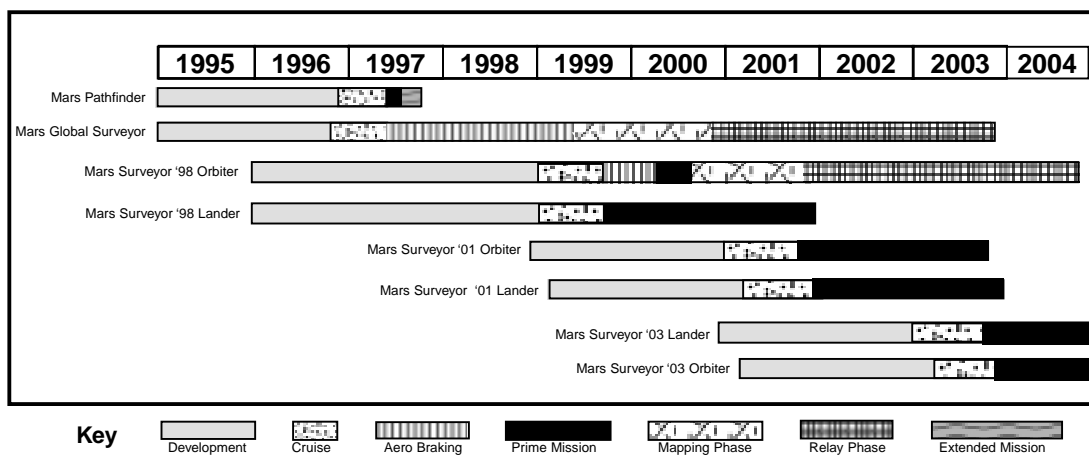 1995 1996 1997 1998 1999 2000 2001 2002 2003 2004
Mars Pathfinder
Mars Global Surveyor
Mars Surveyor ‘98 Orbiter
Mars Surveyor ‘98 Lander
Mars Surveyor ‘01 Orbiter
Mars Surveyor ‘01 Lander
Mars Surveyor ‘03 Lander
Mars Surveyor ‘03 Orbiter
Key
Development Cruise Aero Braking Prime Mission Mapping Phase Relay Phase Extended Mission